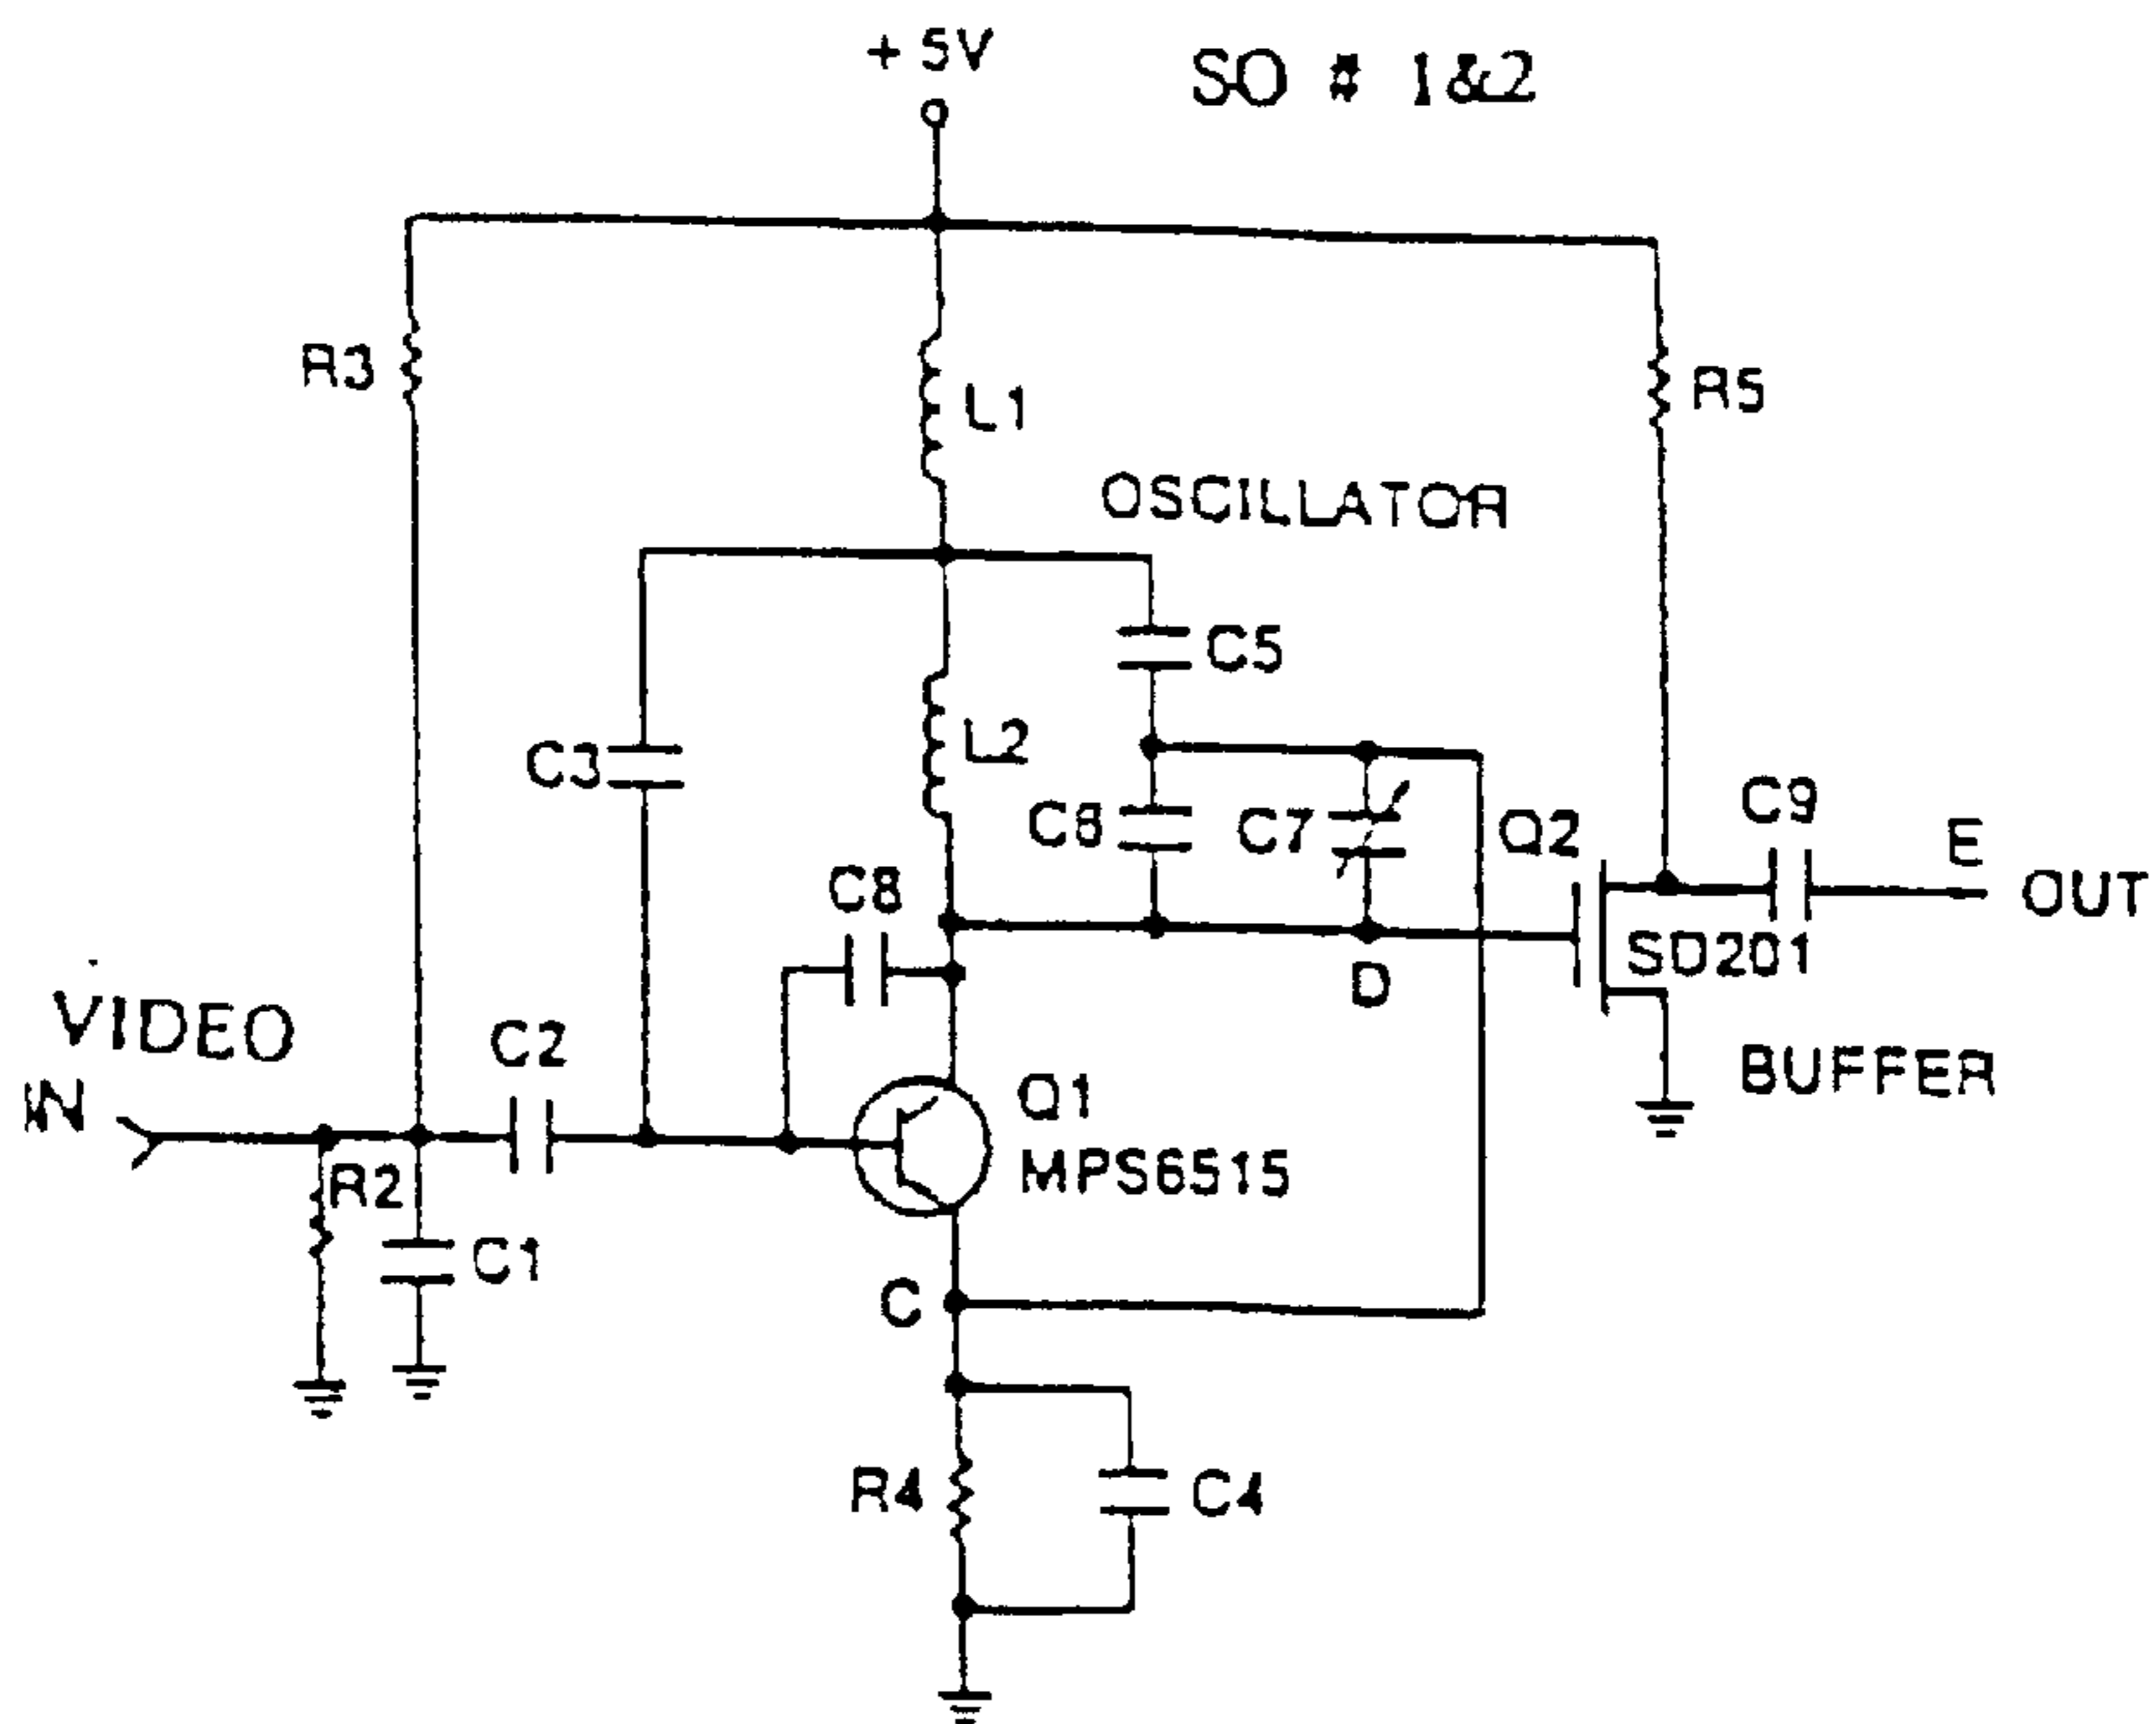 +5V
SO # 1&2
R3
L1
R5
OSCILLATOR
C5
C3
L2
C8
C7
Q2
C9
E
OUT
C8
SD201
D
VIDEO
IN
C2
Q1
MPS6515
BUFFER
R2
C1
C
R4
C4